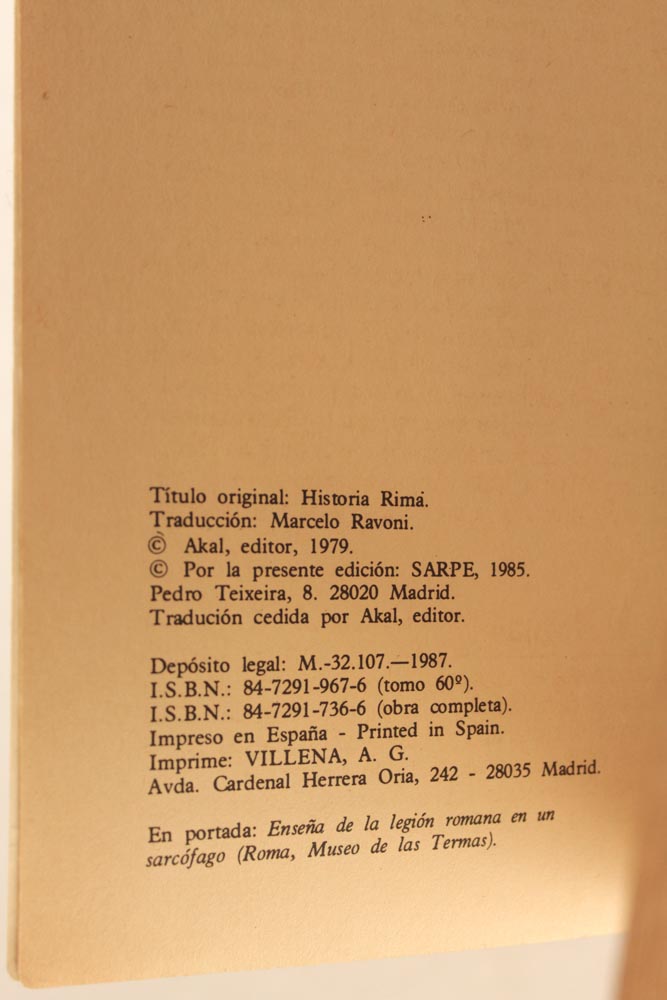 Título original: Historia Rima.
Traducción: Marcelo Ravoni.
© Akal, editor, 1979.
© Por la presente edición: SARPE, 1985.
Pedro Teixeira, 8. 28020 Madrid.
Tradución cedida por Akal, editor.
Depósito legal: M.-32.107.—1987.
I.S.B.N.: 84-7291-967-6 (tomo 60º).
I.S.B.N.: 84-7291-736-6 (obra completa).
Impreso en España - Printed in Spain.
Imprime: VILLENA, A. G.
Avda. Cardenal Herrera Oria, 242 - 28035 Madrid.
En portada: Enseña de la legión romana en un
sarcófago (Roma, Museo de las Termas).